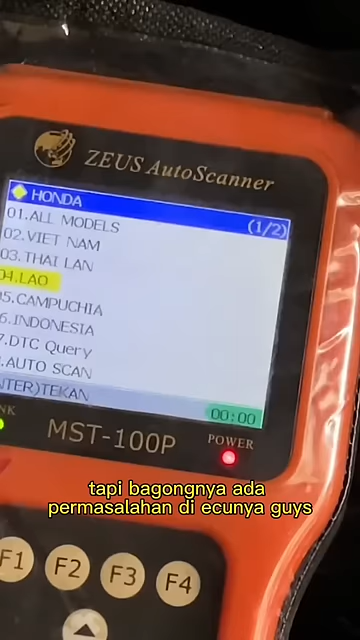 ZEUS AutoScanner
HONDA
(1/2)
01.ALL MODELS
02.VIET NAM
03.THAI LAN
04.LAO
5.CAMPUCHIA
6.INDONESIA
7.DTC Query
.AUTO SCAN
NTER)TEKAN
00:00
NK
MST-100P
POWER
tapi bagongnya ada
permasalahan di ecunya guys
F1
F2
F3
F4